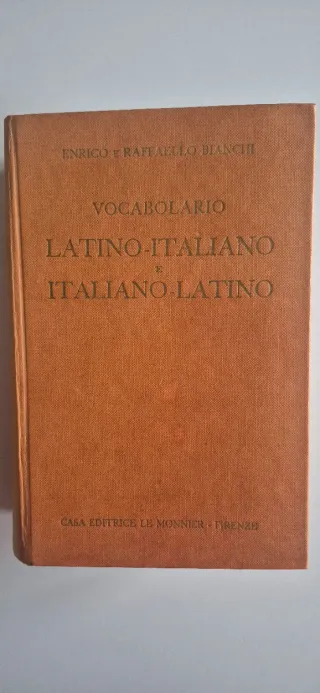 ENRICO E RAFFAELLO BIANCHI
VOCABOLARIO
LATINO-ITALIANO
E
ITALIANO-LATINO
CASA EDITRICE LE MONNIER - FIRENZE